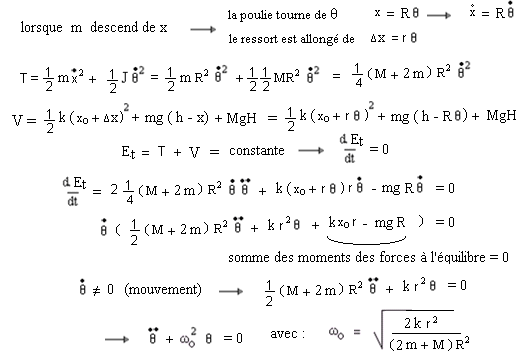 lorsque m descend de x → la poulie tourne de θ   x = R θ → ẋ = R θ̇
le ressort est allongé de   Δx = r θ
T = 1/2 m ẋ² + 1/2 J θ̇² = 1/2 m R² θ̇² + 1/2 1/2 MR² θ̇² = 1/4 (M + 2 m) R² θ̇²
V = 1/2 k (x₀ + Δx)² + mg (h - x) + MgH = 1/2 k (x₀ + r θ)² + mg (h - R θ) + MgH
Eₜ = T + V = constante → d Eₜ/dt = 0
d Eₜ/dt = 2 1/4 (M + 2 m) R² θ̇ θ̈ + k (x₀ + r θ) r θ̇ - mg R θ̇ = 0
θ̇ ( 1/2 (M + 2 m) R² θ̈ + k r² θ + k x₀ r - mg R ) = 0
somme des moments des forces à l'équilibre = 0
θ̇ ≠ 0 (mouvement) → 1/2 (M + 2 m) R² θ̈ + k r² θ = 0
→ θ̈ + ω₀² θ = 0   avec : ω₀ = √(2 k r² / (2 m + M) R²)